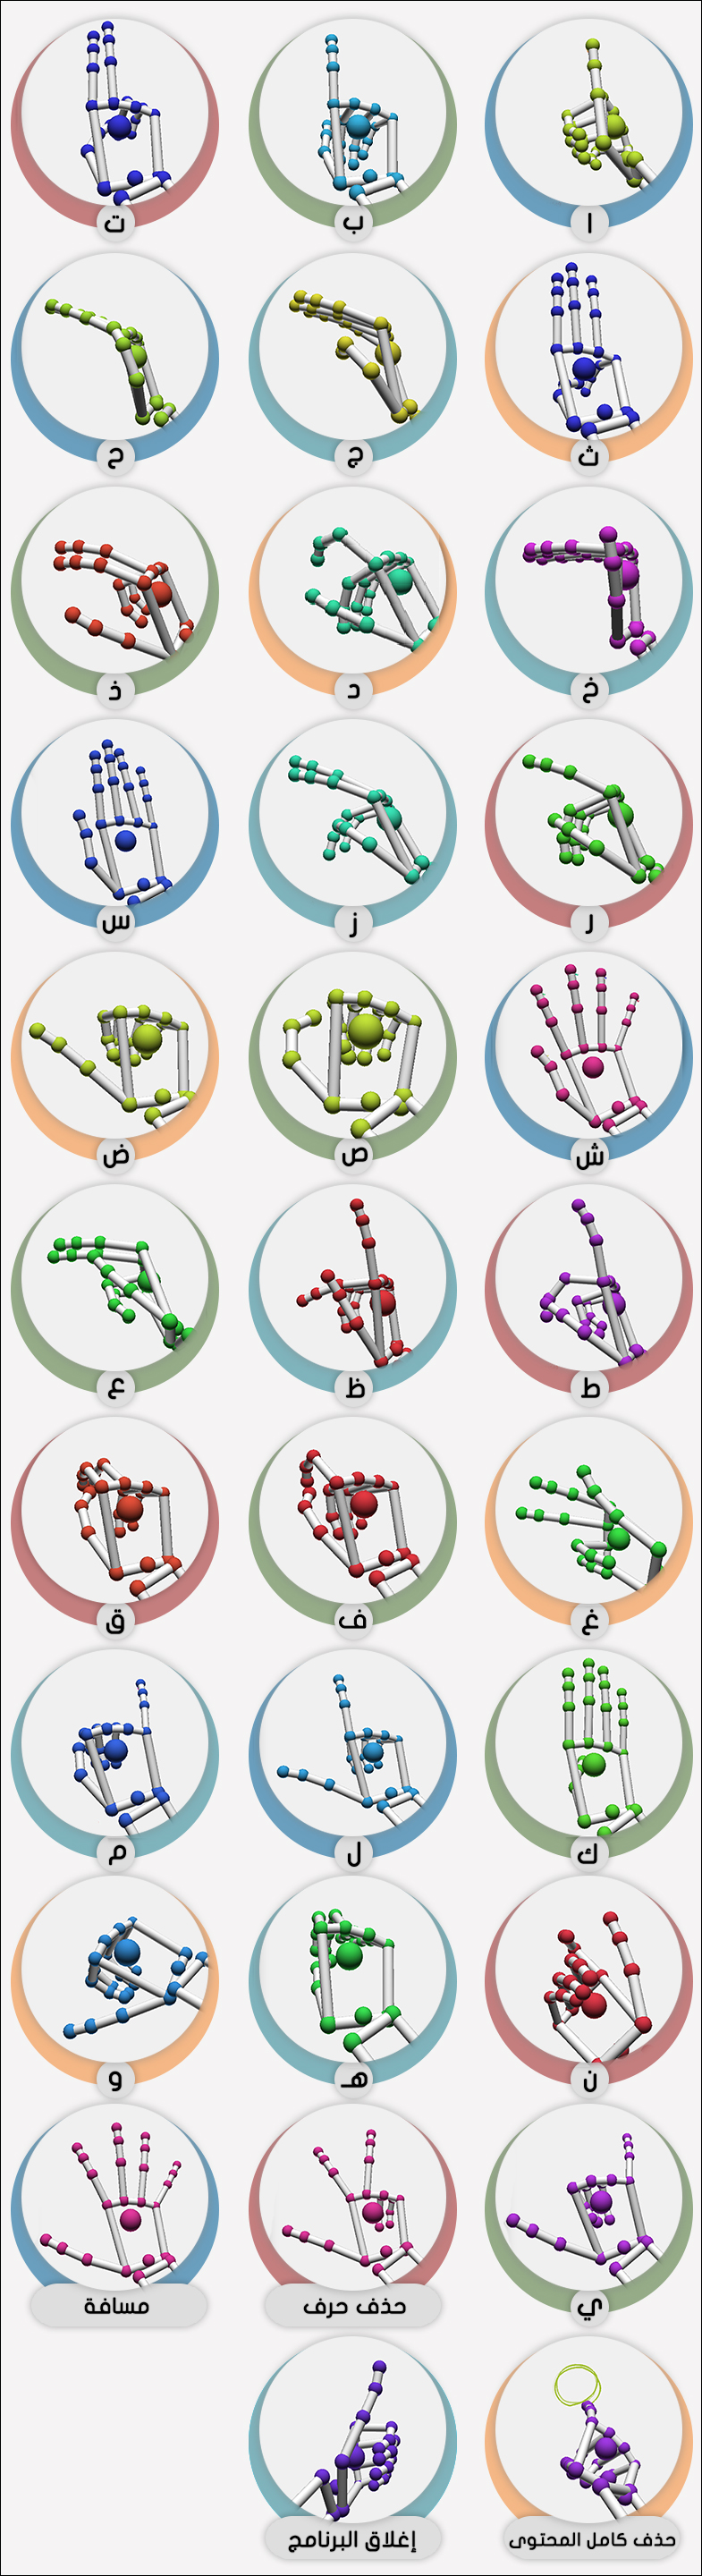 ا
ب
ت
ث
ج
ح
خ
د
ذ
ر
ز
س
ش
ص
ض
ط
ظ
ع
غ
ف
ق
ك
ل
م
ن
هـ
و
ي
حذف حرف
مسافة
حذف كامل المحتوى
إغلاق البرنامج